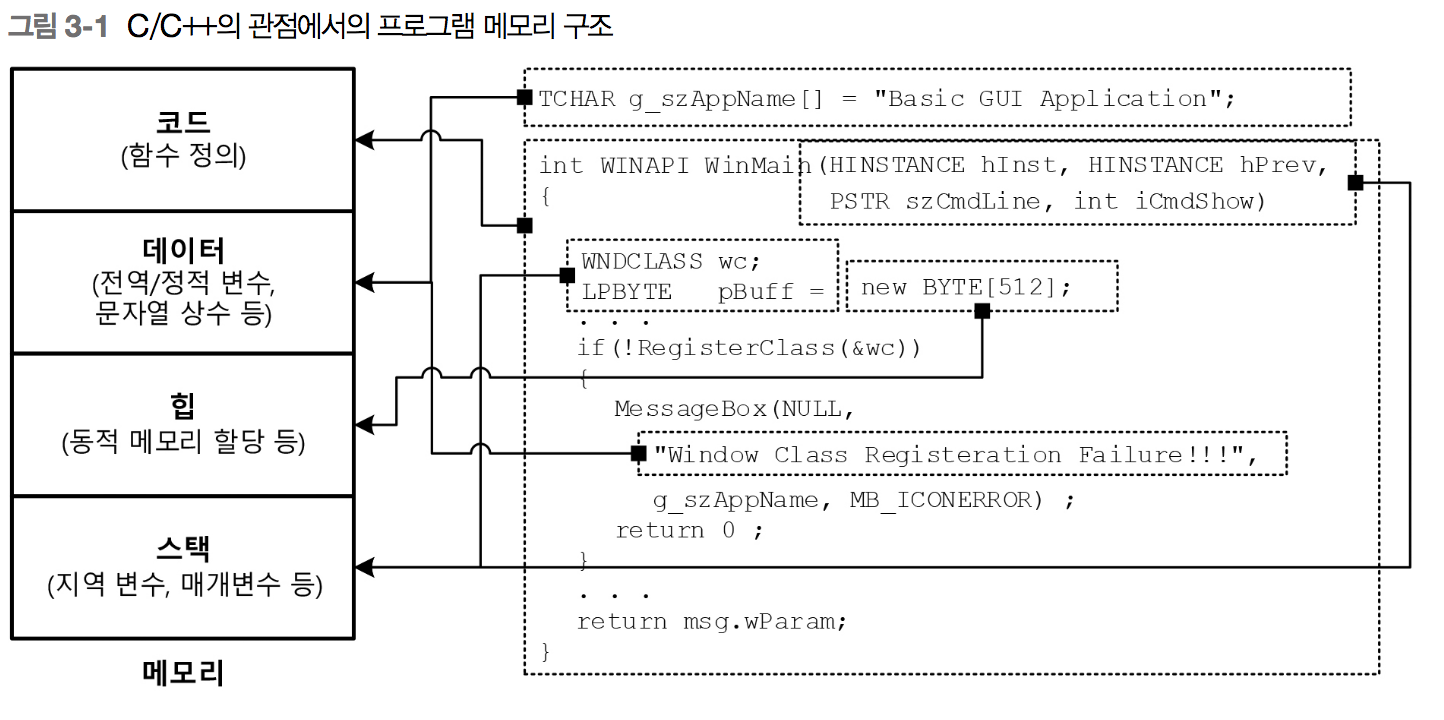 그림 3-1 C/C++의 관점에서의 프로그램 메모리 구조
코드
(함수 정의)
데이터
(전역/정적 변수,
문자열 상수 등)
힙
(동적 메모리 할당 등)
스택
(지역 변수, 매개변수 등)
메모리
TCHAR g_szAppName[] = "Basic GUI Application";
int WINAPI WinMain(HINSTANCE hInst, HINSTANCE hPrev,
PSTR szCmdLine, int iCmdShow)
{
WNDCLASS wc;
LPBYTE pBuff = new BYTE[512];
. . .
if(!RegisterClass(&wc))
{
MessageBox(NULL,
"Window Class Registeration Failure!!!",
g_szAppName, MB_ICONERROR) ;
return 0 ;
}
. . .
return msg.wParam;
}